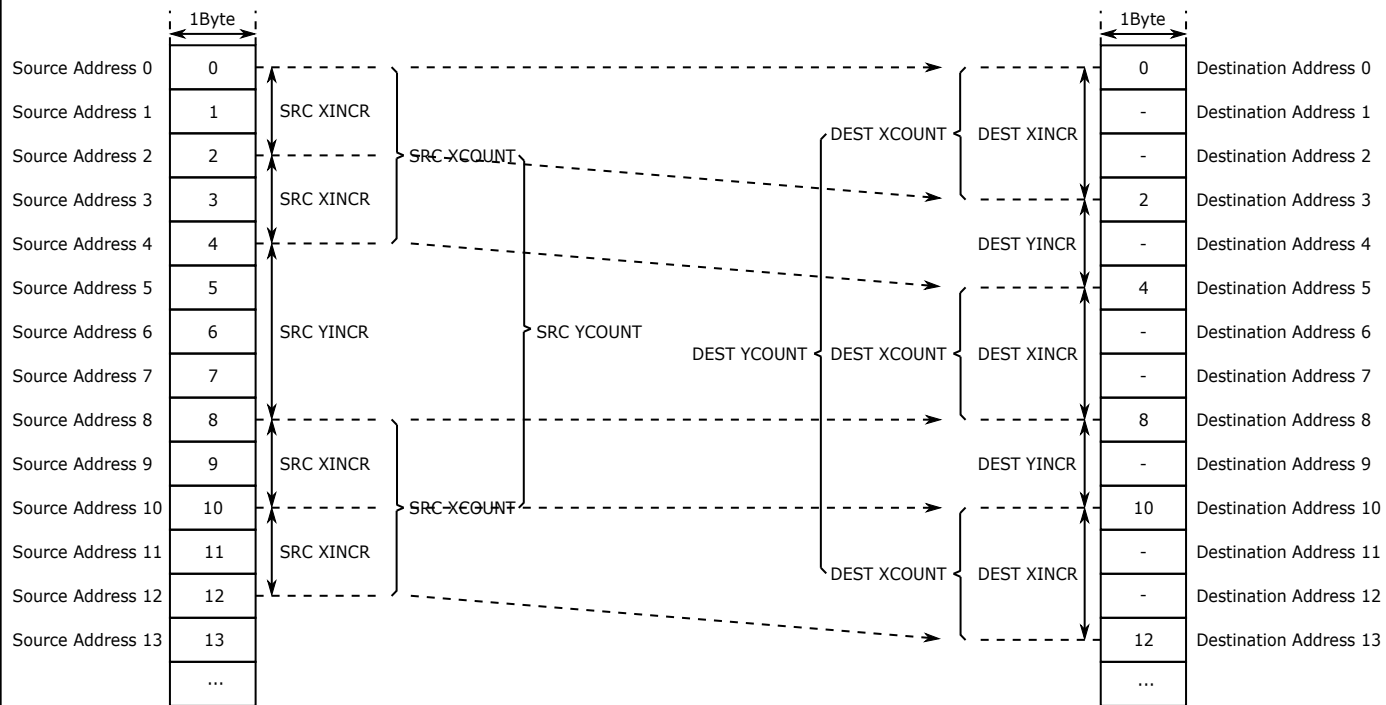 1Byte
1Byte
Source Address 0 0 0 Destination Address 0
Source Address 1 1 SRC XINCR - Destination Address 1
DEST XCOUNT DEST XINCR
Source Address 2 2 SRC XCOUNT - Destination Address 2
Source Address 3 3 SRC XINCR 2 Destination Address 3
Source Address 4 4 DEST YINCR - Destination Address 4
Source Address 5 5 4 Destination Address 5
Source Address 6 6 SRC YINCR SRC YCOUNT - Destination Address 6
DEST YCOUNT DEST XCOUNT DEST XINCR
Source Address 7 7 - Destination Address 7
Source Address 8 8 8 Destination Address 8
Source Address 9 9 SRC XINCR DEST YINCR - Destination Address 9
Source Address 10 10 SRC XCOUNT 10 Destination Address 10
Source Address 11 11 SRC XINCR - Destination Address 11
DEST XCOUNT DEST XINCR
Source Address 12 12 - Destination Address 12
Source Address 13 13 12 Destination Address 13
... ...